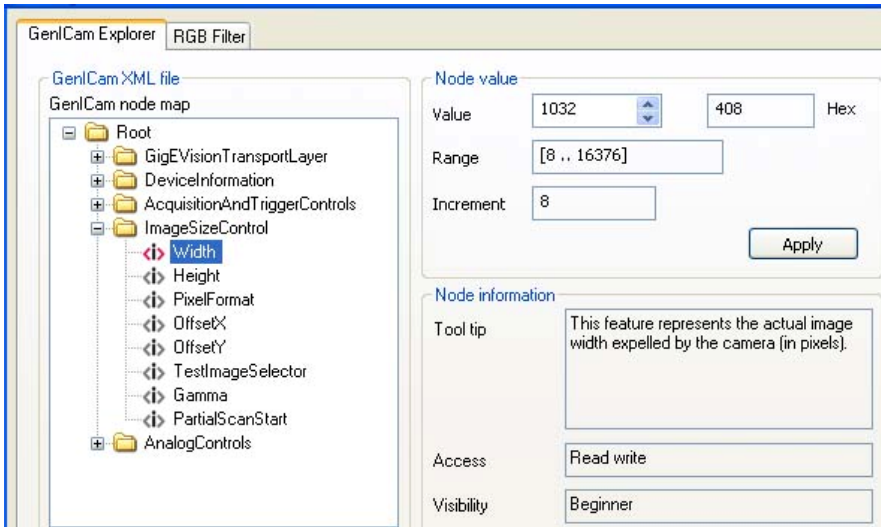 GenICam Explorer
RGB Filter
GenICam XML file
GenICam node map
Root
GigEVisionTransportLayer
DeviceInformation
AcquisitionAndTriggerControls
ImageSizeControl
Width
Height
PixelFormat
OffsetX
OffsetY
TestImageSelector
Gamma
PartialScanStart
AnalogControls
Node value
Value 1032 408 Hex
Range [8 .. 16376]
Increment 8
Apply
Node information
Tool tip This feature represents the actual image
width expelled by the camera (in pixels).
Access Read write
Visibility Beginner